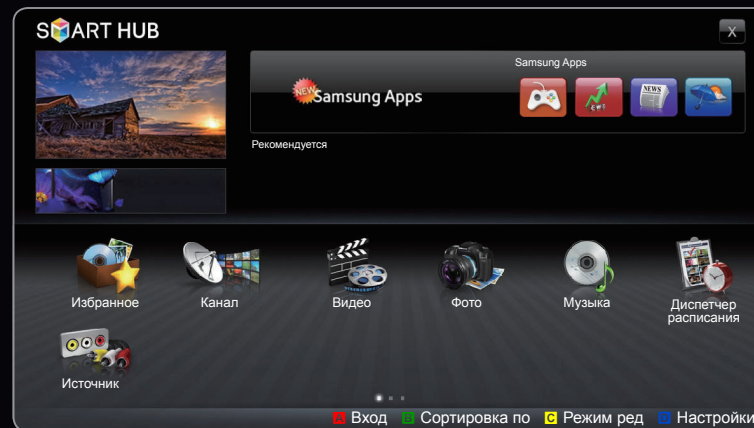 SMART HUB
X
Samsung Apps
NEW Samsung Apps
NEWS
Рекомендуется
Избранное
Канал
Видео
Фото
Музыка
Диспетчер
расписания
Источник
A Вход B Сортировка по C Режим ред D Настройки